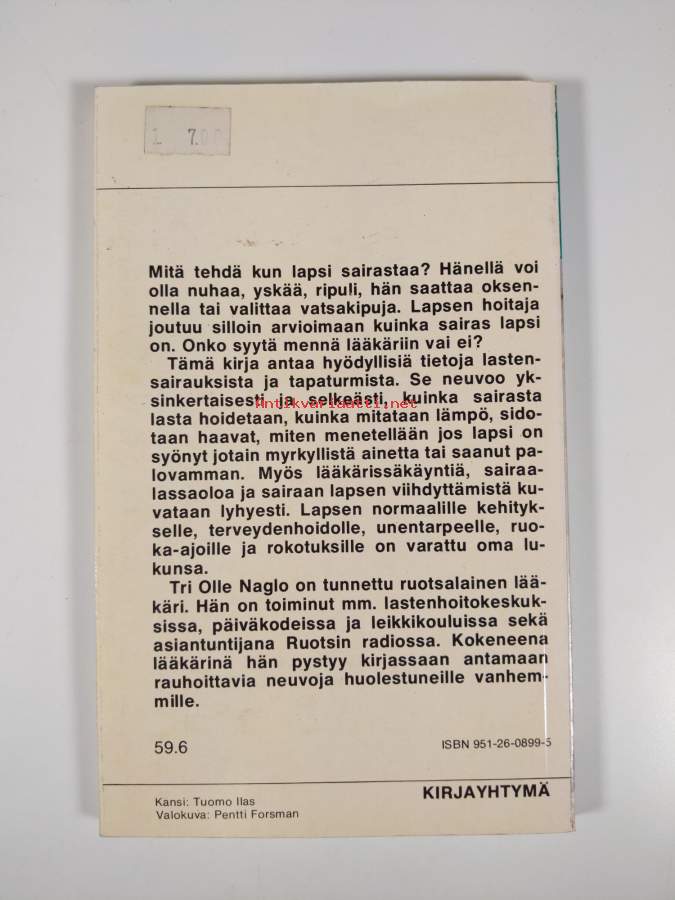 1 7.00
Mitä tehdä kun lapsi sairastaa? Hänellä voi
olla nuhaa, yskää, ripuli, hän saattaa oksen-
nella tai valittaa vatsakipuja. Lapsen hoitaja
joutuu silloin arvioimaan kuinka sairas lapsi
on. Onko syytä mennä lääkäriin vai ei?
Tämä kirja antaa hyödyllisiä tietoja lasten-
sairauksista ja tapaturmista. Se neuvoo yk-
sinkertaisesti ja selkeästi, kuinka sairasta
Antikvariaatti.net
lasta hoidetaan, kuinka mitataan lämpö, sido-
taan haavat, miten menetellään jos lapsi on
syönyt jotain myrkyllistä ainetta tai saanut pa-
lovamman. Myös lääkärissäkäyntiä, sairaa-
lassaoloa ja sairaan lapsen viihdyttämistä ku-
vataan lyhyesti. Lapsen normaalille kehityk-
selle, terveydenhoidolle, unentarpeelle, ruo-
ka-ajoille ja rokotuksille on varattu oma lu-
kunsa.
Tri Olle Naglo on tunnettu ruotsalainen lää-
käri. Hän on toiminut mm. lastenhoitokeskuk-
sissa, päiväkodeissa ja leikkikouluissa sekä
asiantuntijana Ruotsin radiossa. Kokeneena
lääkärinä hän pystyy kirjassaan antamaan
rauhoittavia neuvoja huolestuneille vanhem-
mille.
59.6
ISBN 951-26-0899-5
KIRJAYHTYMÄ
Kansi: Tuomo Ilas
Valokuva: Pentti Forsman